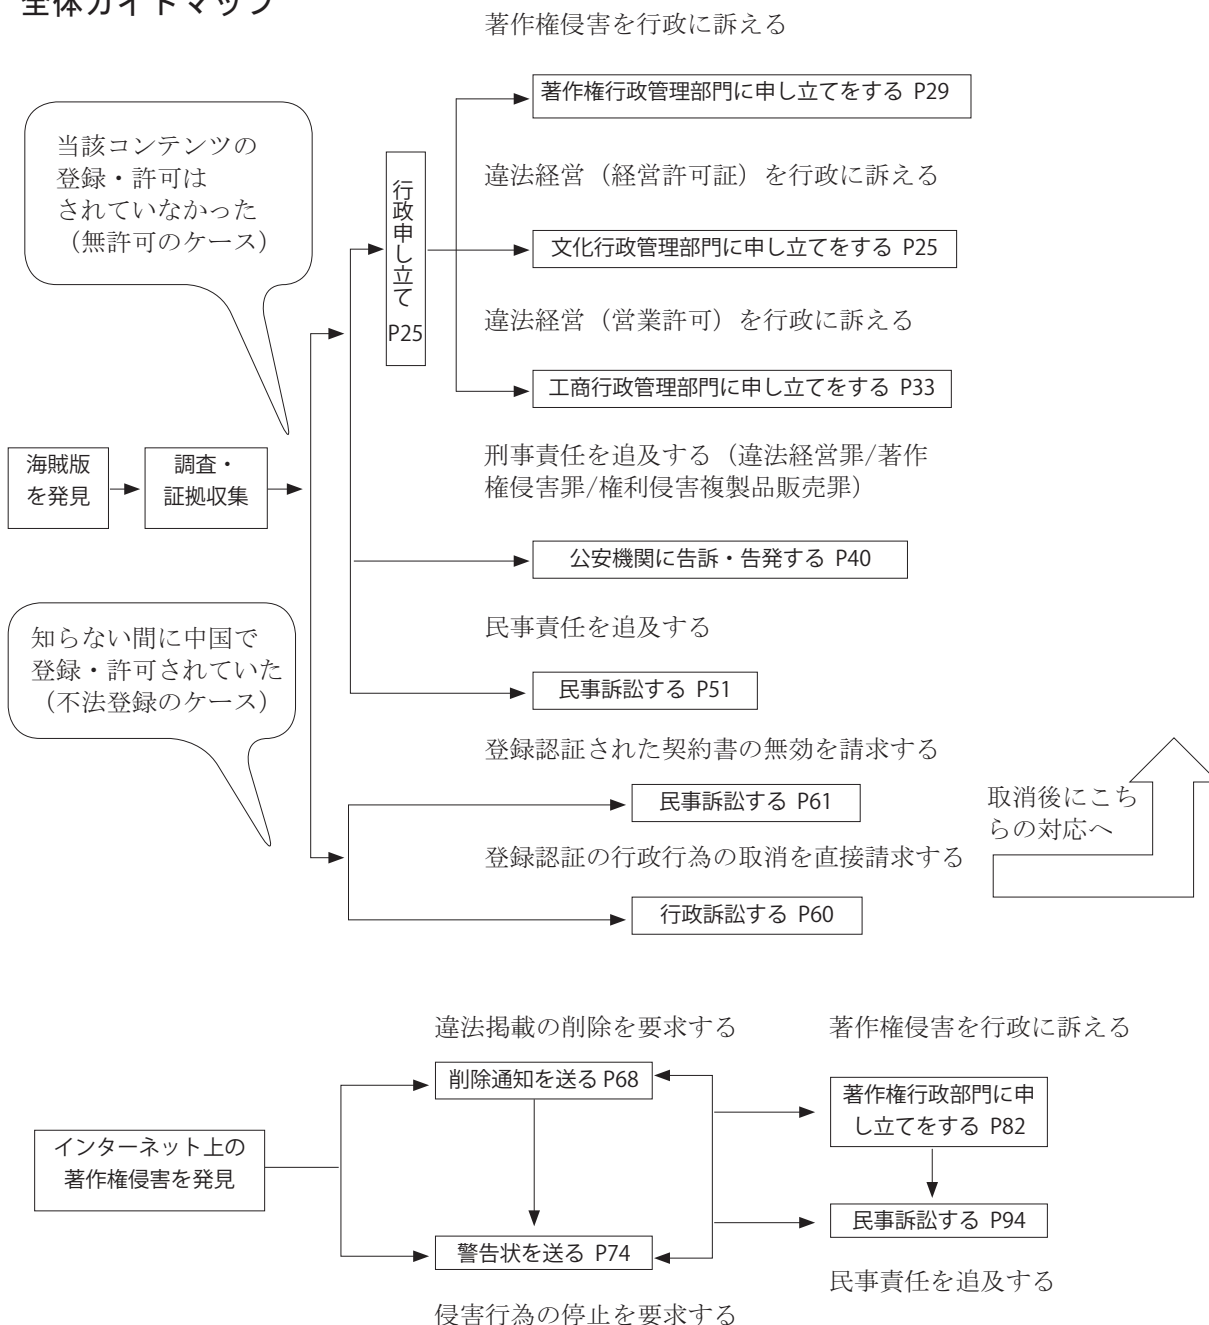 全体ガイドマップ
著作権侵害を行政に訴える
著作権行政管理部門に申し立てをする P29
当該コンテンツの
登録・許可は
されていなかった
（無許可のケース）
違法経営（経営許可証）を行政に訴える
行政申し立て
P25
文化行政管理部門に申し立てをする P25
違法経営（営業許可）を行政に訴える
工商行政管理部門に申し立てをする P33
海賊版
を発見
調査・
証拠収集
刑事責任を追及する（違法経営罪/著作
権侵害罪/権利侵害複製品販売罪）
公安機関に告訴・告発する P40
民事責任を追及する
知らない間に中国で
登録・許可されていた
（不法登録のケース）
民事訴訟する P51
登録認証された契約書の無効を請求する
民事訴訟する P61
取消後にこち
らの対応へ
登録認証の行政行為の取消を直接請求する
行政訴訟する P60
違法掲載の削除を要求する
著作権侵害を行政に訴える
削除通知を送る P68
著作権行政部門に申
し立てをする P82
インターネット上の
著作権侵害を発見
民事訴訟する P94
警告状を送る P74
民事責任を追及する
侵害行為の停止を要求する